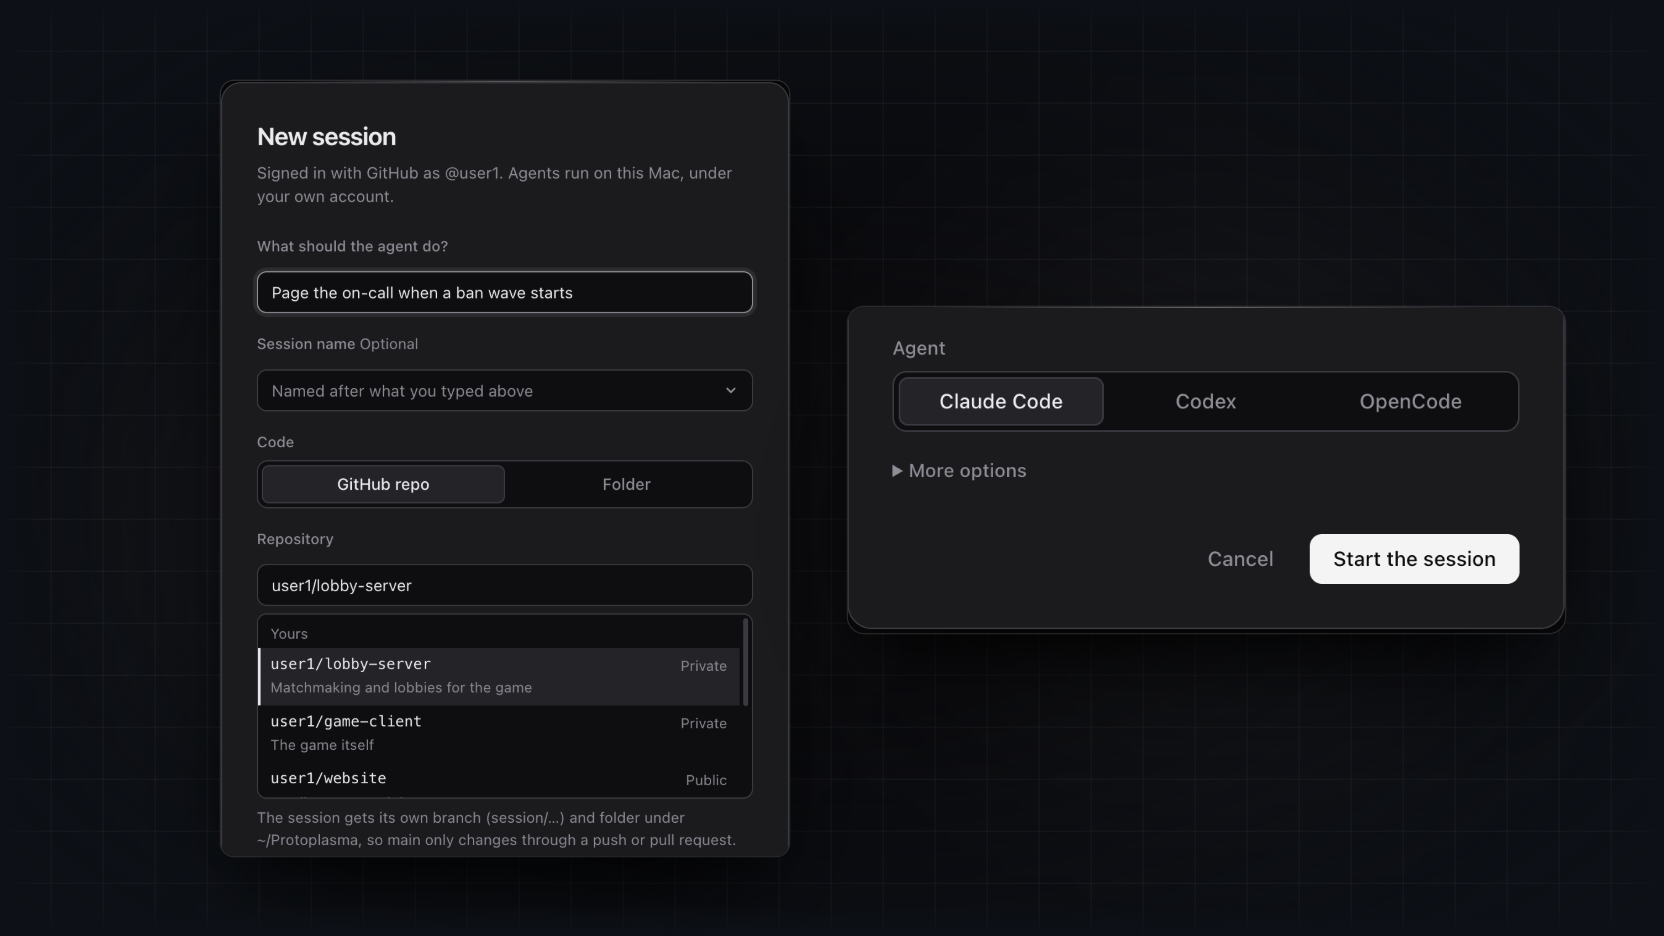 New session
Signed in with GitHub as @user1. Agents run on this Mac, under
your own account.
What should the agent do?
Page the on-call when a ban wave starts
Session name Optional
Named after what you typed above
Code
GitHub repo
Folder
Repository
user1/lobby-server
Yours
user1/lobby-server
Private
Matchmaking and lobbies for the game
user1/game-client
Private
The game itself
user1/website
Public
The session gets its own branch (session/...) and folder under
~/Protoplasma, so main only changes through a push or pull request.
Agent
Claude Code
Codex
OpenCode
More options
Cancel
Start the session